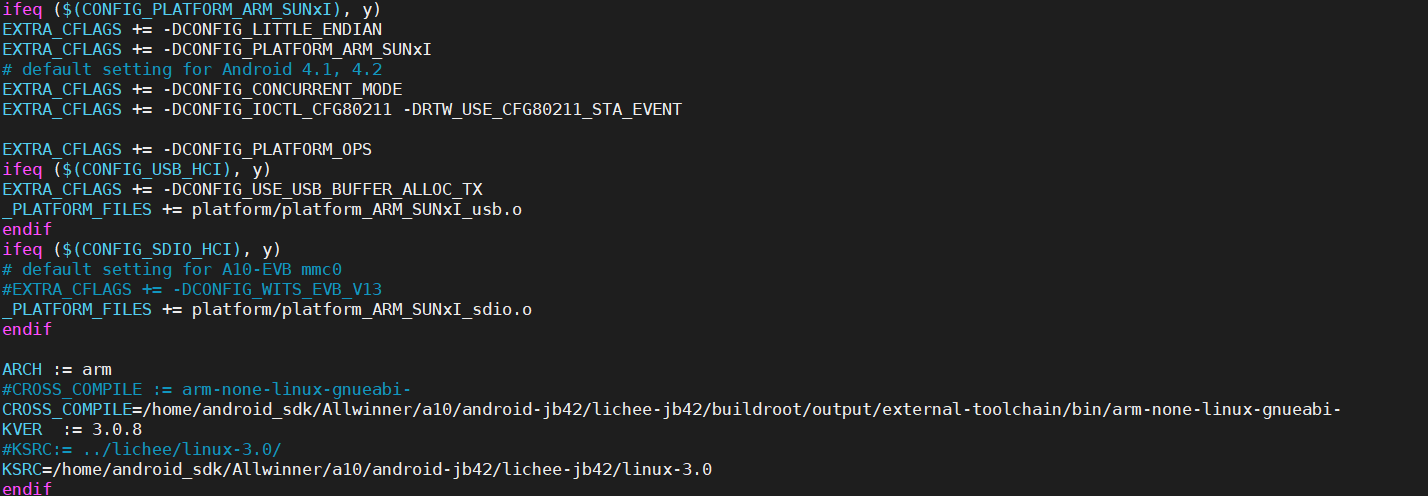 ifeq ($(CONFIG_PLATFORM_ARM_SUNxI), y)
EXTRA_CFLAGS += -DCONFIG_LITTLE_ENDIAN
EXTRA_CFLAGS += -DCONFIG_PLATFORM_ARM_SUNxI
# default setting for Android 4.1, 4.2
EXTRA_CFLAGS += -DCONFIG_CONCURRENT_MODE
EXTRA_CFLAGS += -DCONFIG_IOCTL_CFG80211 -DRTW_USE_CFG80211_STA_EVENT

EXTRA_CFLAGS += -DCONFIG_PLATFORM_OPS
ifeq ($(CONFIG_USB_HCI), y)
EXTRA_CFLAGS += -DCONFIG_USE_USB_BUFFER_ALLOC_TX
_PLATFORM_FILES += platform/platform_ARM_SUNxI_usb.o
endif
ifeq ($(CONFIG_SDIO_HCI), y)
# default setting for A10-EVB mmc0
#EXTRA_CFLAGS += -DCONFIG_WITS_EVB_V13
_PLATFORM_FILES += platform/platform_ARM_SUNxI_sdio.o
endif

ARCH := arm
#CROSS_COMPILE := arm-none-linux-gnueabi-
CROSS_COMPILE=/home/android_sdk/Allwinner/a10/android-jb42/lichee-jb42/buildroot/output/external-toolchain/bin/arm-none-linux-gnueabi-
KVER  := 3.0.8
#KSRC:= ../lichee/linux-3.0/
KSRC=/home/android_sdk/Allwinner/a10/android-jb42/lichee-jb42/linux-3.0
endif